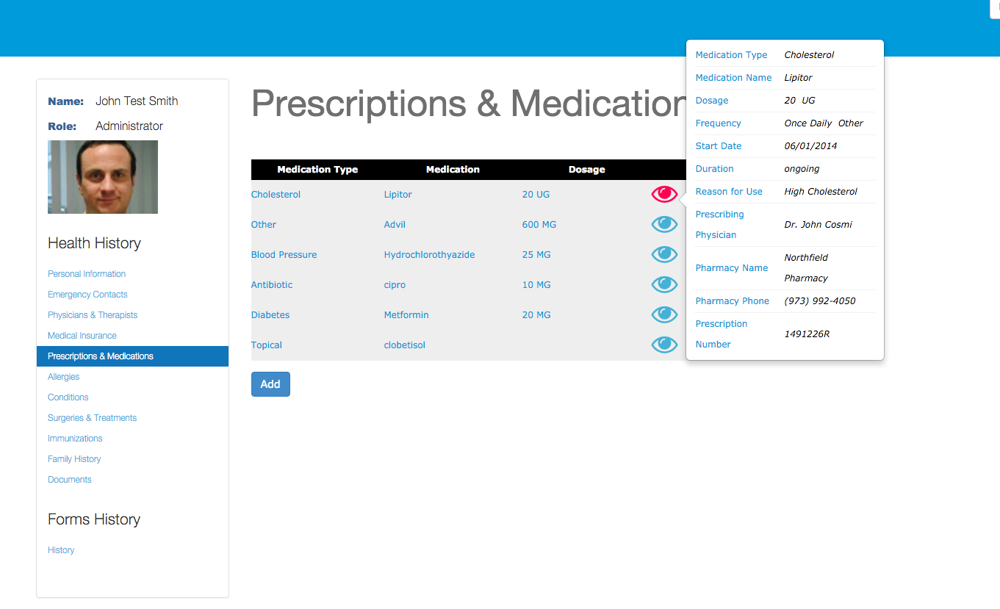 Name: John Test Smith
Role: Administrator
Health History
Personal Information
Emergency Contacts
Physicians & Therapists
Medical Insurance
Prescriptions & Medications
Allergies
Conditions
Surgeries & Treatments
Immunizations
Family History
Documents
Forms History
History
Prescriptions & Medication
Medication Type Medication Dosage
Cholesterol Lipitor 20 UG
Other Advil 600 MG
Blood Pressure Hydrochlorothyazide 25 MG
Antibiotic cipro 10 MG
Diabetes Metformin 20 MG
Topical clobetisol
Add
Medication Type Cholesterol
Medication Name Lipitor
Dosage 20 UG
Frequency Once Daily Other
Start Date 06/01/2014
Duration ongoing
Reason for Use High Cholesterol
Prescribing
Physician
Dr. John Cosmi
Pharmacy Name
Northfield
Pharmacy
Pharmacy Phone (973) 992-4050
Prescription
Number
1491226R